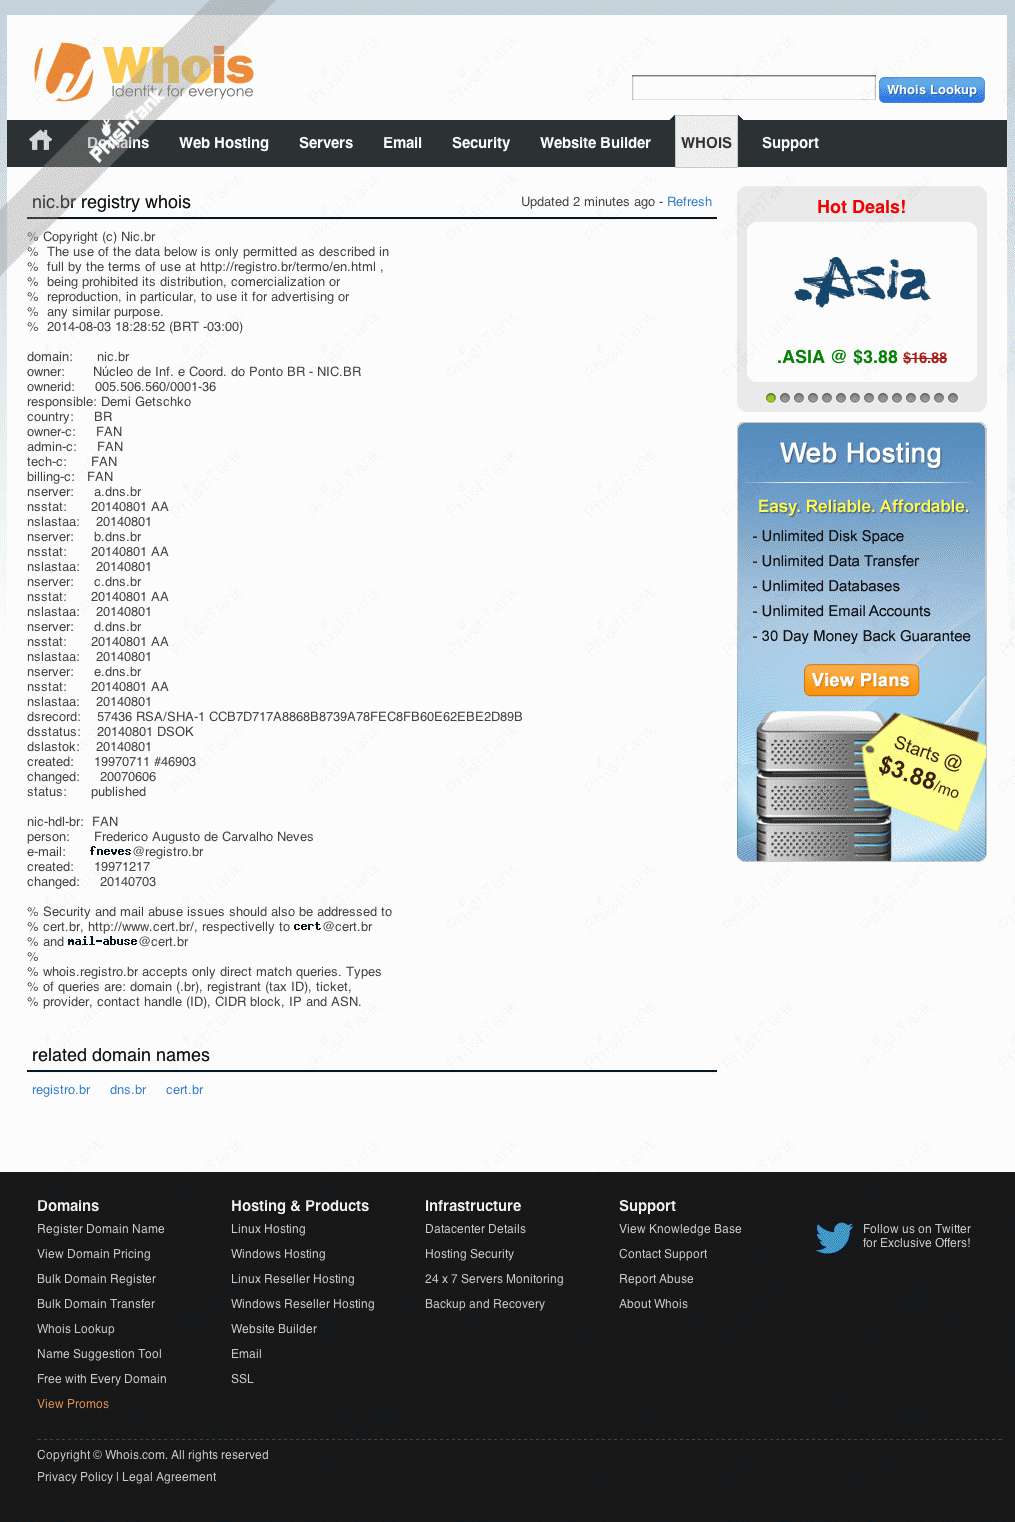 Whois
Identity for everyone
Whois Lookup
PhishTank
Domains Web Hosting Servers Email Security Website Builder WHOIS Support
nic.br registry whois
Updated 2 minutes ago - Refresh
% Copyright (c) Nic.br
% The use of the data below is only permitted as described in
% full by the terms of use at http://registro.br/termo/en.html ,
% being prohibited its distribution, comercialization or
% reproduction, in particular, to use it for advertising or
% any similar purpose.
% 2014-08-03 18:28:52 (BRT -03:00)
domain: nic.br
owner: Núcleo de Inf. e Coord. do Ponto BR - NIC.BR
ownerid: 005.506.560/0001-36
responsible: Demi Getschko
country: BR
owner-c: FAN
admin-c: FAN
tech-c: FAN
billing-c: FAN
nserver: a.dns.br
nsstat: 20140801 AA
nslastaa: 20140801
nserver: b.dns.br
nsstat: 20140801 AA
nslastaa: 20140801
nserver: c.dns.br
nsstat: 20140801 AA
nslastaa: 20140801
nserver: d.dns.br
nsstat: 20140801 AA
nslastaa: 20140801
nserver: e.dns.br
nsstat: 20140801 AA
nslastaa: 20140801
dsrecord: 57436 RSA/SHA-1 CCB7D717A8868B8739A78FEC8FB60E62EBE2D89B
dsstatus: 20140801 DSOK
dslastok: 20140801
created: 19970711 #46903
changed: 20070606
status: published
nic-hdl-br: FAN
person: Frederico Augusto de Carvalho Neves
e-mail: fneves@registro.br
created: 19971217
changed: 20140703
% Security and mail abuse issues should also be addressed to
% cert.br, http://www.cert.br/, respectivelly to cert@cert.br
% and mail-abuse@cert.br
%
% whois.registro.br accepts only direct match queries. Types
% of queries are: domain (.br), registrant (tax ID), ticket,
% provider, contact handle (ID), CIDR block, IP and ASN.
related domain names
registro.br dns.br cert.br
Hot Deals!
.Asia
.ASIA @ $3.88 $16.88
Web Hosting
Easy. Reliable. Affordable.
- Unlimited Disk Space
- Unlimited Data Transfer
- Unlimited Databases
- Unlimited Email Accounts
- 30 Day Money Back Guarantee
View Plans
Starts @
$3.88/mo
Domains
Register Domain Name
View Domain Pricing
Bulk Domain Register
Bulk Domain Transfer
Whois Lookup
Name Suggestion Tool
Free with Every Domain
View Promos
Hosting & Products
Linux Hosting
Windows Hosting
Linux Reseller Hosting
Windows Reseller Hosting
Website Builder
Email
SSL
Infrastructure
Datacenter Details
Hosting Security
24 x 7 Servers Monitoring
Backup and Recovery
Support
View Knowledge Base
Contact Support
Report Abuse
About Whois
Follow us on Twitter
for Exclusive Offers!
Copyright © Whois.com. All rights reserved
Privacy Policy | Legal Agreement